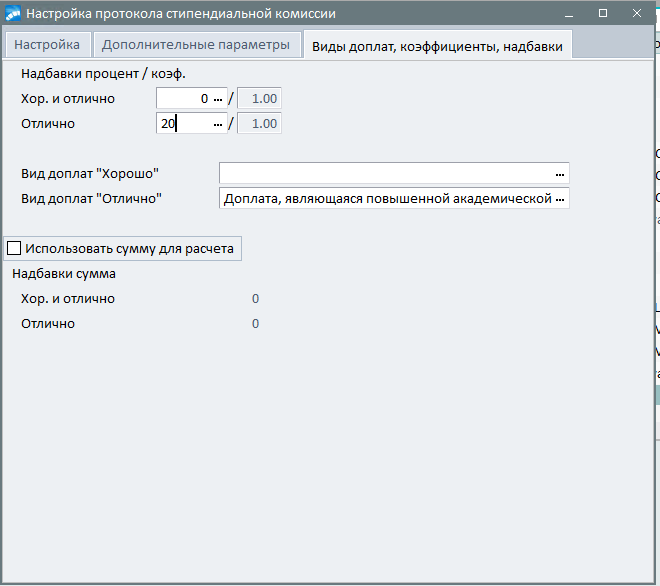 Настройка протокола стипендиальной комиссии
Настройка Дополнительные параметры Виды доплат, коэффициенты, надбавки
Надбавки процент / коэф.
Хор. и отлично 0 ... / 1.00
Отлично 20 ... / 1.00
Вид доплат "Хорошо" ...
Вид доплат "Отлично" Доплата, являющаяся повышенной академической ...
Использовать сумму для расчета
Надбавки сумма
Хор. и отлично 0
Отлично 0